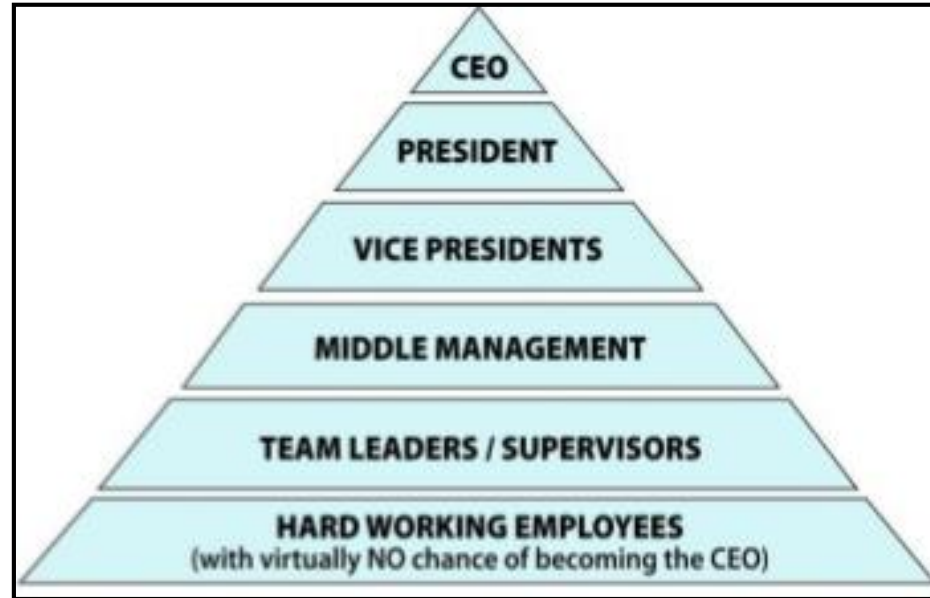 CEO
PRESIDENT
VICE PRESIDENTS
MIDDLE MANAGEMENT
TEAM LEADERS / SUPERVISORS
HARD WORKING EMPLOYEES
(with virtually NO chance of becoming the CEO)